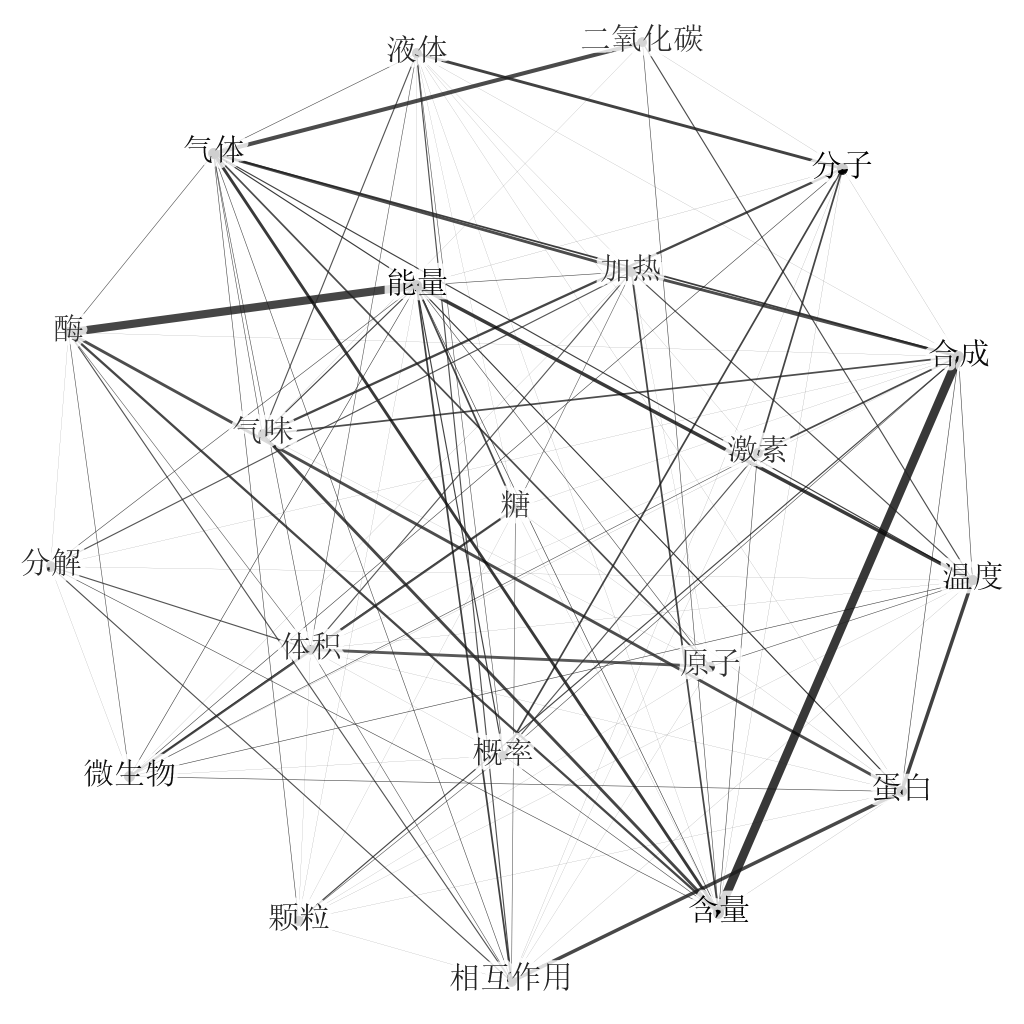 二氧化碳
液体
气体
分子
加热
能量
酶
合成
气味
激素
糖
分解
温度
体积
原子
概率
微生物
蛋白
含量
颗粒
相互作用